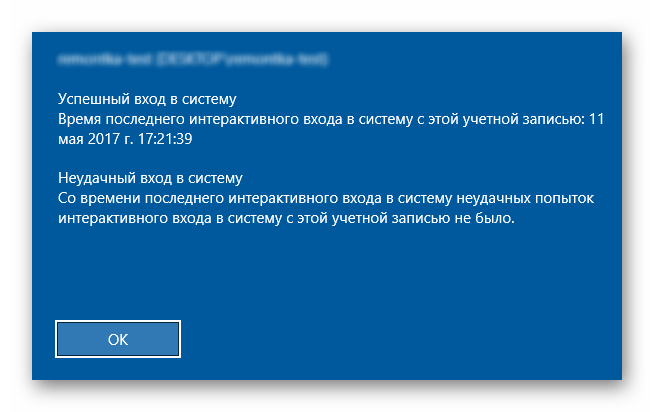 Успешный вход в систему
Время последнего интерактивного входа в систему с этой учетной записью: 11
мая 2017 г. 17:21:39
Неудачный вход в систему
Со времени последнего интерактивного входа в систему неудачных попыток
интерактивного входа в систему с этой учетной записью не было.
OK